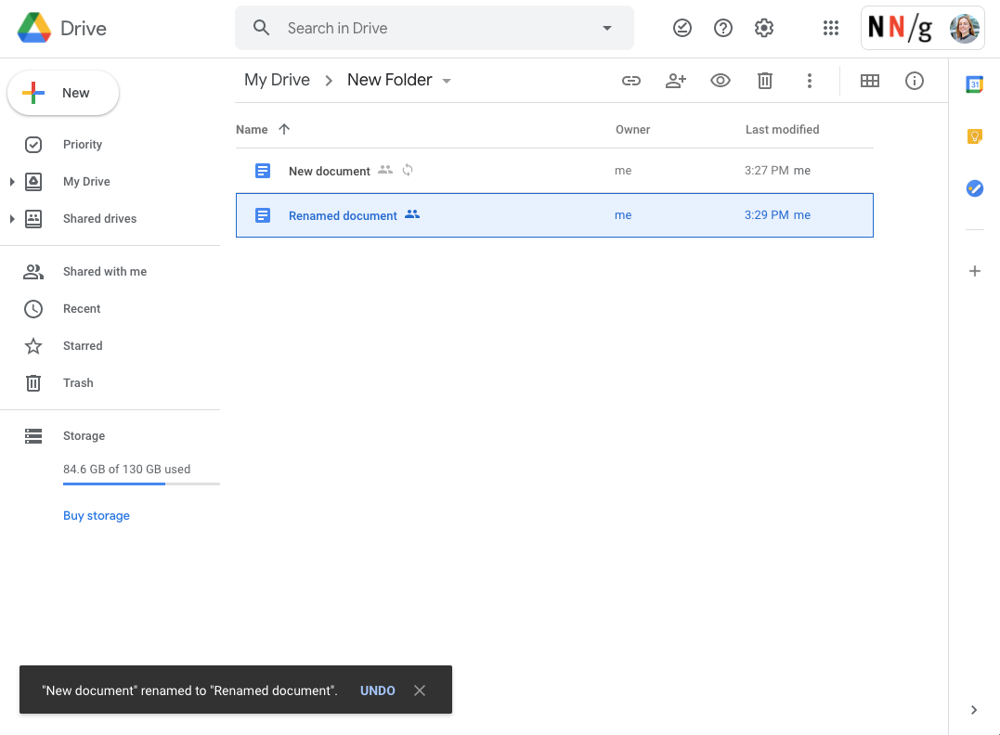 Drive
Search in Drive
NN/g
New
My Drive
New Folder
Priority
My Drive
Shared drives
Shared with me
Recent
Starred
Trash
Storage
84.6 GB of 130 GB used
Buy storage
Name Owner Last modified
New document me 3:27 PM me
Renamed document me 3:29 PM me
31
"New document" renamed to "Renamed document". UNDO